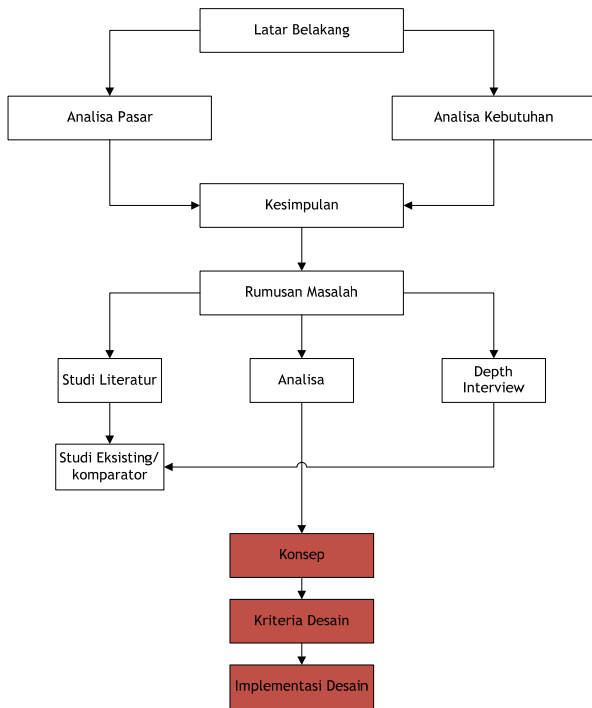 Latar Belakang
Analisa Pasar
Analisa Kebutuhan
Kesimpulan
Rumusan Masalah
Studi Literatur
Analisa
Depth
Interview
Studi Eksisting/
komparator
Konsep
Kriteria Desain
Implementasi Desain